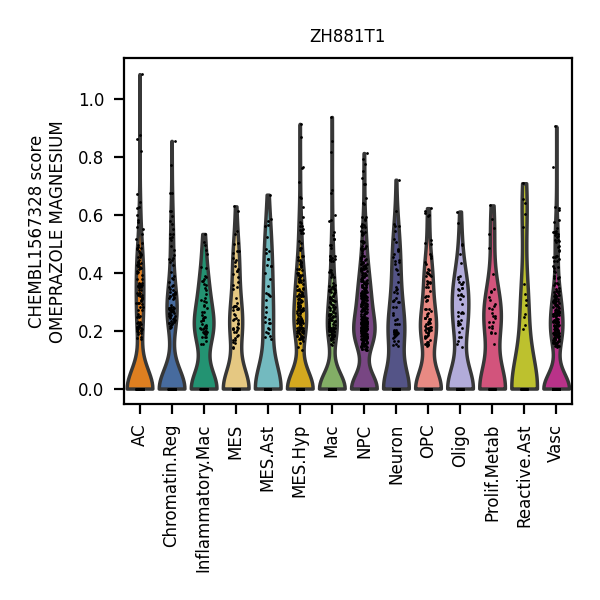 ZH881T1
CHEMBL1567328 score
OMEPRAZOLE MAGNESIUM
1.0
0.8
0.6
0.4
0.2
0.0
AC
Chromatin.Reg
Inflammatory.Mac
MES
MES.Ast
MES.Hyp
Mac
NPC
Neuron
OPC
Oligo
Prolif.Metab
Reactive.Ast
Vasc